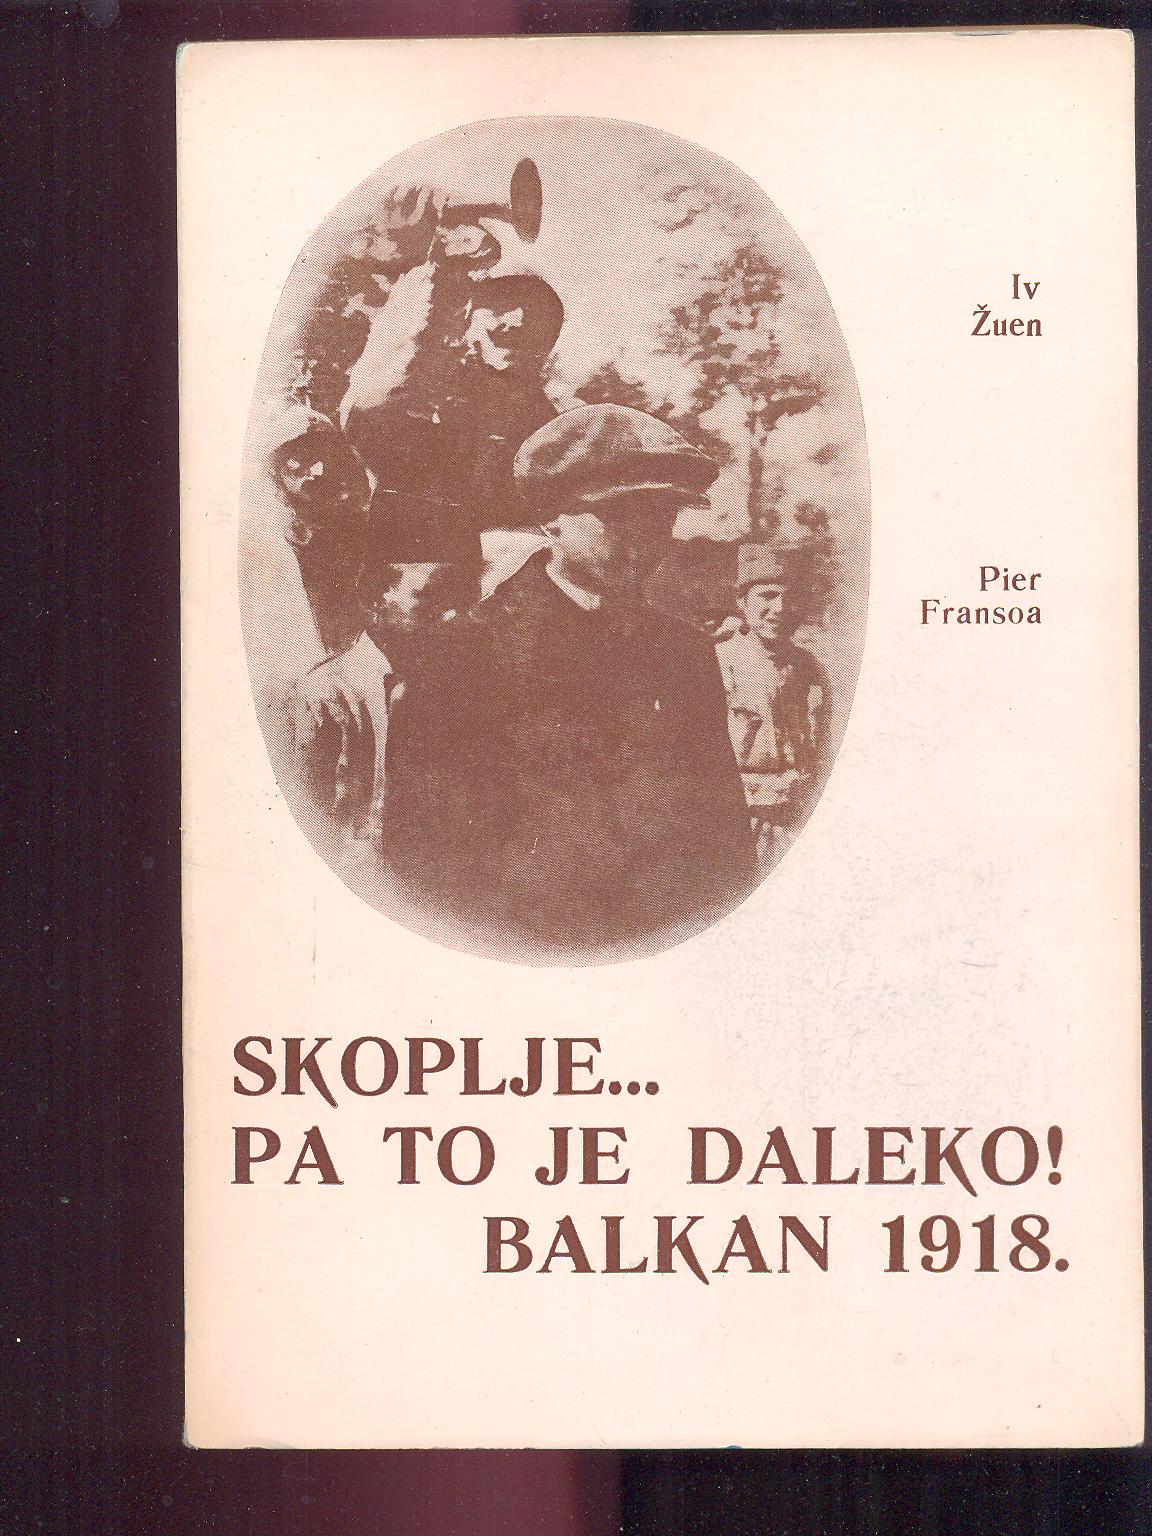 Iv
Žuen
Pier
Fransoa
SKOPLJE...
PA TO JE DALEKO!
BALKAN 1918.